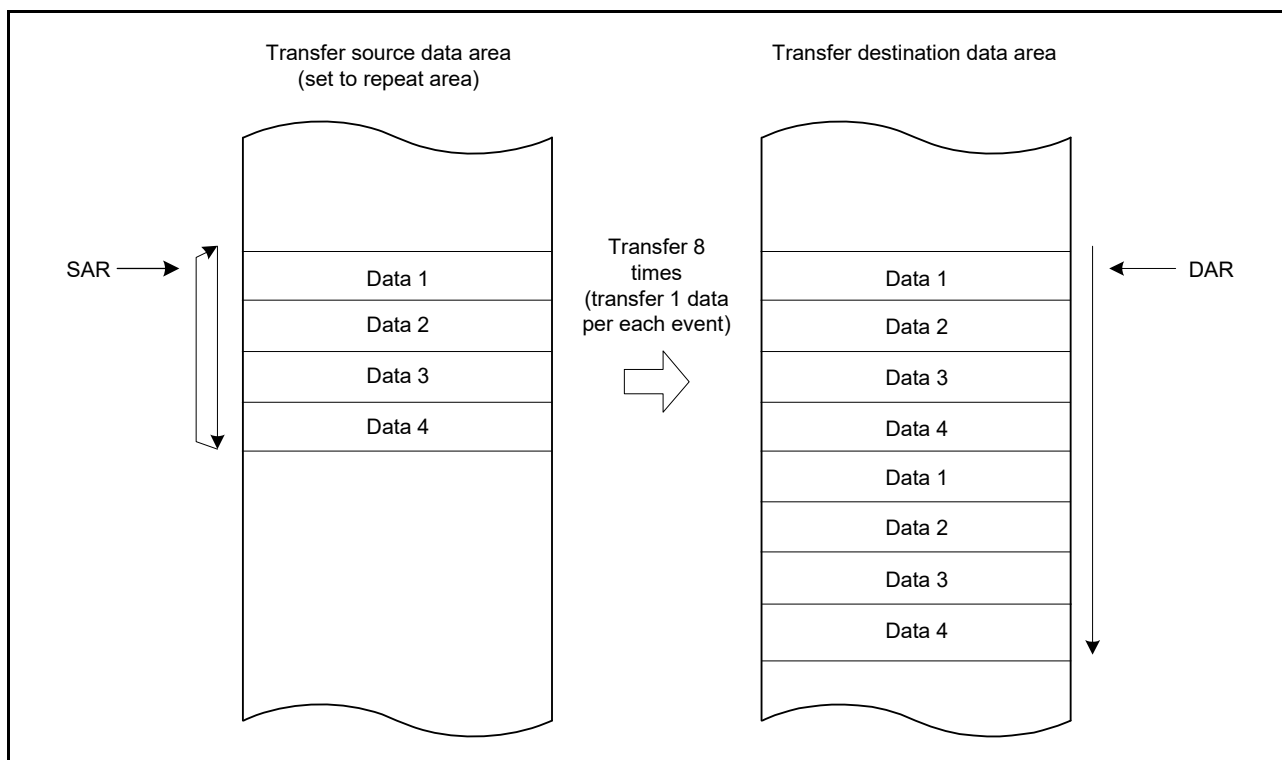 Transfer source data area
(set to repeat area)
Transfer destination data area
SAR
Data 1
Data 2
Data 3
Data 4
Transfer 8
times
(transfer 1 data
per each event)
DAR
Data 1
Data 2
Data 3
Data 4
Data 1
Data 2
Data 3
Data 4